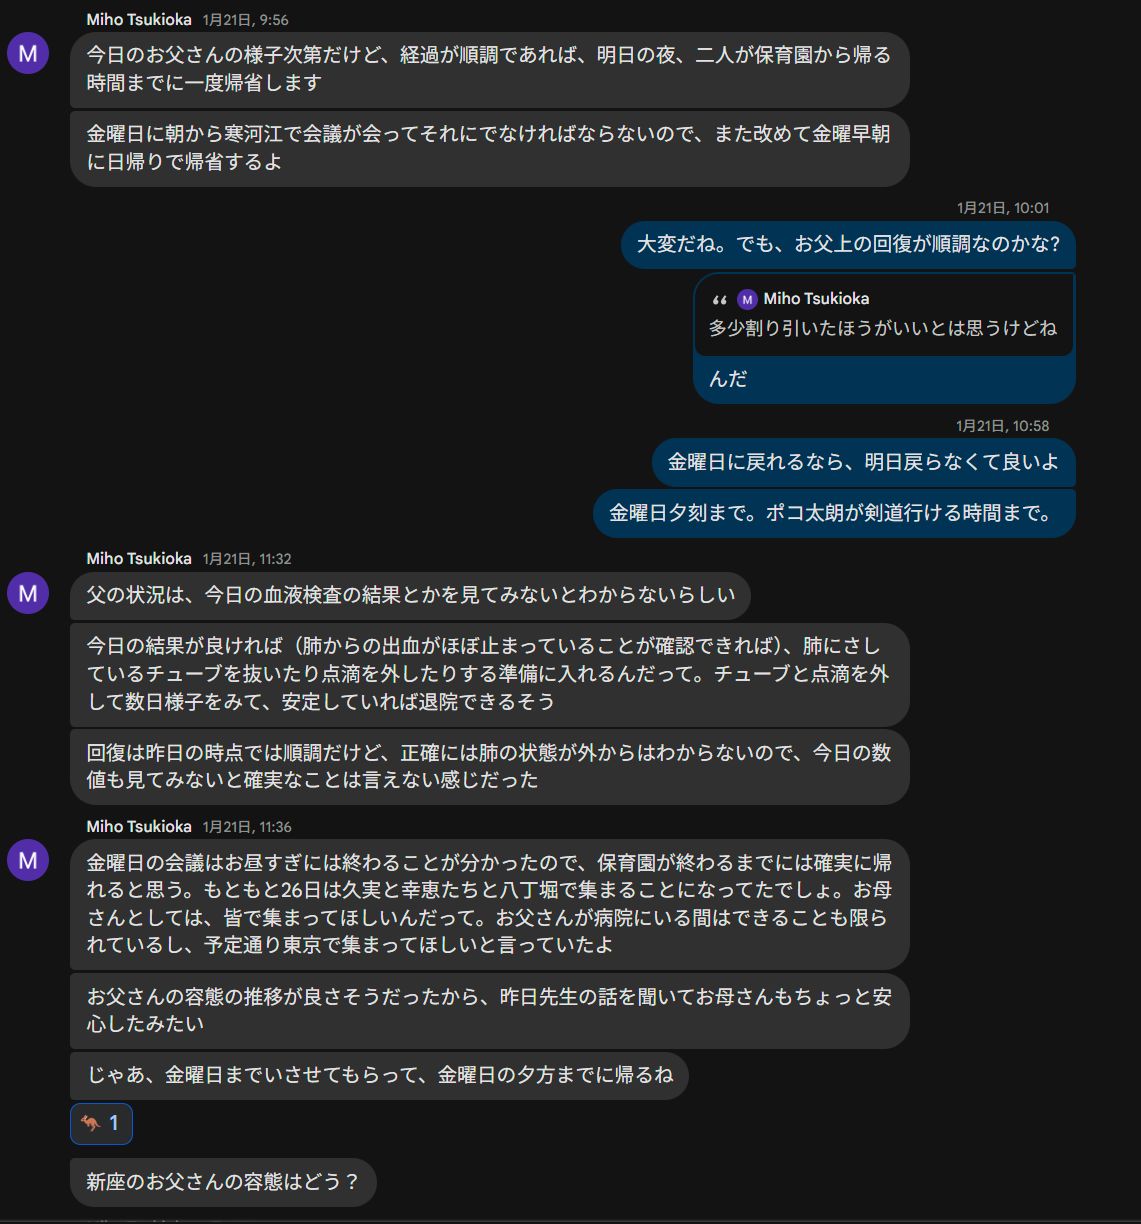 Miho Tsukioka 1月21日, 9:56
M
今日のお父さんの様子次第だけど、経過が順調であれば、明日の夜、二人が保育園から帰る
時間までに一度帰省します
金曜日に朝から寒河江で会議が会ってそれにでなければならないので、また改めて金曜早朝
に日帰りで帰省するよ
1月21日, 10:01
大変だね。でも、お父上の回復が順調なのかな?
“ M Miho Tsukioka
多少割り引いたほうがいいとは思うけどね
んだ
1月21日, 10:58
金曜日に戻れるなら、明日戻らなくて良いよ
金曜日夕刻まで。ポコ太朗が剣道行ける時間まで。
Miho Tsukioka 1月21日, 11:32
M
父の状況は、今日の血液検査の結果とかを見てみないとわからないらしい
今日の結果が良ければ（肺からの出血がほぼ止まっていることが確認できれば）、肺にさし
ているチューブを抜いたり点滴を外したりする準備に入れるんだって。チューブと点滴を外
して数日様子をみて、安定していれば退院できるそう
回復は昨日の時点では順調だけど、正確には肺の状態が外からはわからないので、今日の数
値も見てみないと確実なことは言えない感じだった
Miho Tsukioka 1月21日, 11:36
M
金曜日の会議はお昼すぎには終わることが分かったので、保育園が終わるまでには確実に帰
れると思う。もともと26日は久実と幸恵たちと八丁堀で集まることになってたでしょ。お母
さんとしては、皆で集まってほしいんだって。お父さんが病院にいる間はできることも限ら
れているし、予定通り東京で集まってほしいと言っていたよ
お父さんの容態の推移が良さそうだったから、昨日先生の話を聞いてお母さんもちょっと安
心したみたい
じゃあ、金曜日までいさせてもらって、金曜日の夕方までに帰るね
🦘 1
新座のお父さんの容態はどう？